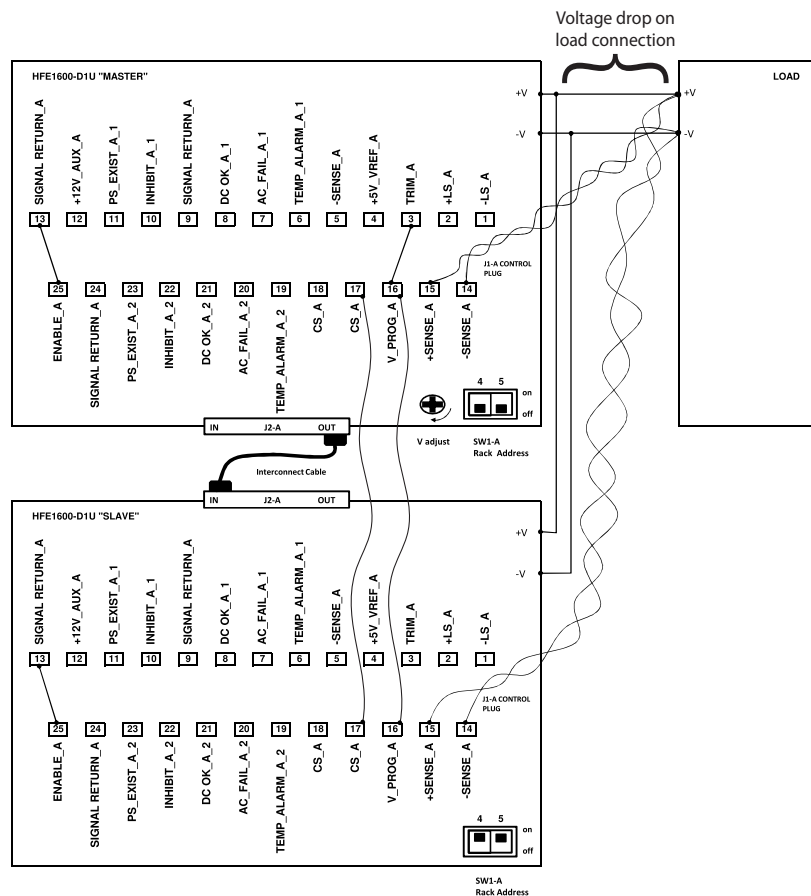 Voltage drop on
load connection
HFE1600-D1U "MASTER"
LOAD
+V
-V
+V
-V
SIGNAL RETURN_A
+12V_AUX_A
PS_EXIST_A_1
INHIBIT_A_1
SIGNAL RETURN_A
DC OK_A_1
AC_FAIL_A_1
TEMP_ALARM_A_1
-SENSE_A
+5V_VREF_A
TRIM_A
+LS_A
-LS_A
13 12 11 10 9 8 7 6 5 4 3 2 1
J1-A CONTROL
PLUG
25 24 23 22 21 20 19 18 17 16 15 14
ENABLE_A
SIGNAL RETURN_A
PS_EXIST_A_2
INHIBIT_A_2
DC OK_A_2
AC_FAIL_A_2
TEMP_ALARM_A_2
CS_A
CS_A
V_PROG_A
+SENSE_A
-SENSE_A
4 5
on
off
V adjust
SW1-A
Rack Address
IN J2-A OUT
Interconnect Cable
IN J2-A OUT
HFE1600-D1U "SLAVE"
+V
-V
SIGNAL RETURN_A
+12V_AUX_A
PS_EXIST_A_1
INHIBIT_A_1
SIGNAL RETURN_A
DC OK_A_1
AC_FAIL_A_1
TEMP_ALARM_A_1
-SENSE_A
+5V_VREF_A
TRIM_A
+LS_A
-LS_A
13 12 11 10 9 8 7 6 5 4 3 2 1
J1-A CONTROL
PLUG
25 24 23 22 21 20 19 18 17 16 15 14
ENABLE_A
SIGNAL RETURN_A
PS_EXIST_A_2
INHIBIT_A_2
DC OK_A_2
AC_FAIL_A_2
TEMP_ALARM_A_2
CS_A
CS_A
V_PROG_A
+SENSE_A
-SENSE_A
4 5
on
off
SW1-A
Rack Address